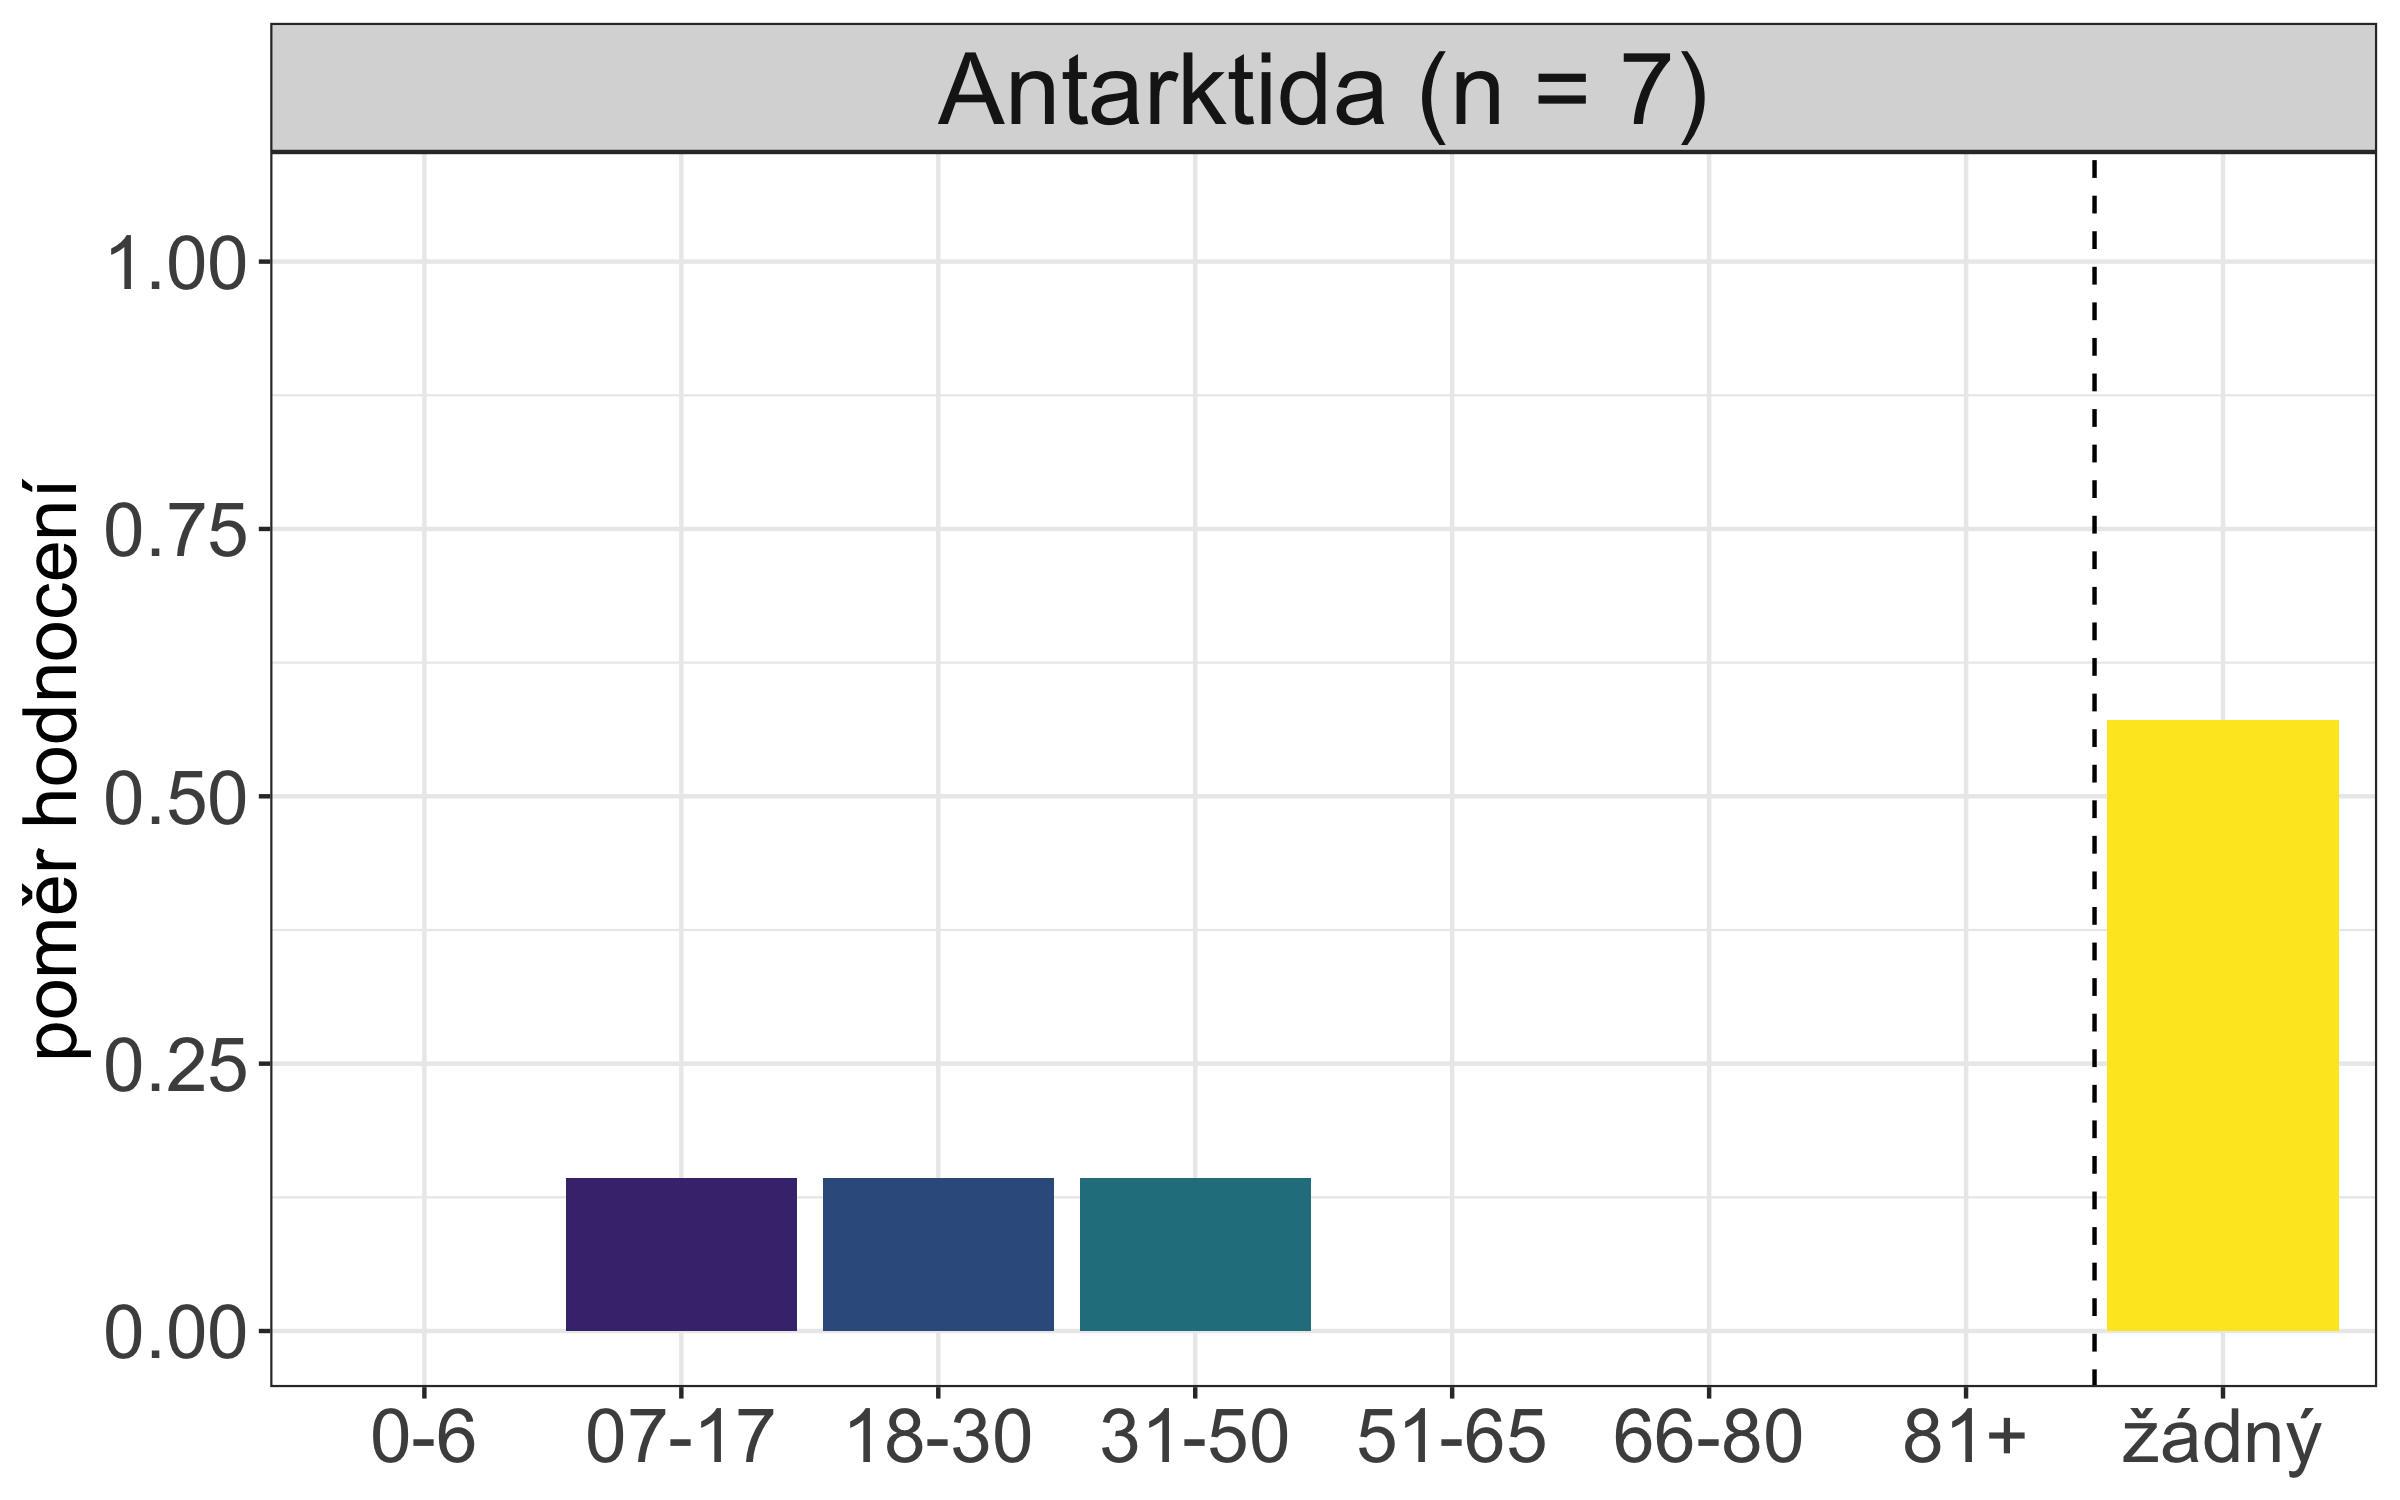 Antarktida (n = 7)
poměr hodnocení
1.00
0.75
0.50
0.25
0.00
0-6 07-17 18-30 31-50 51-65 66-80 81+ žádný